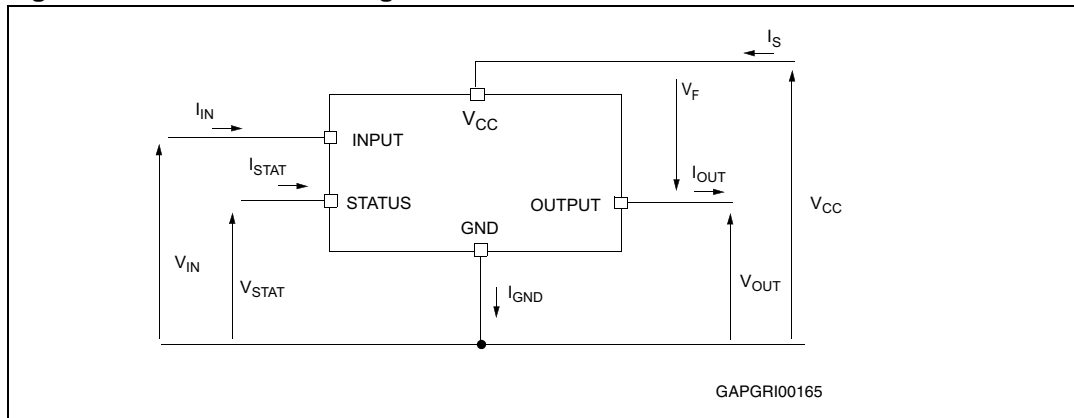 I_S
V_F
I_IN
V_CC
INPUT
I_STAT
I_OUT
STATUS
OUTPUT
V_CC
GND
V_IN
V_STAT
I_GND
V_OUT
GAPGRI00165